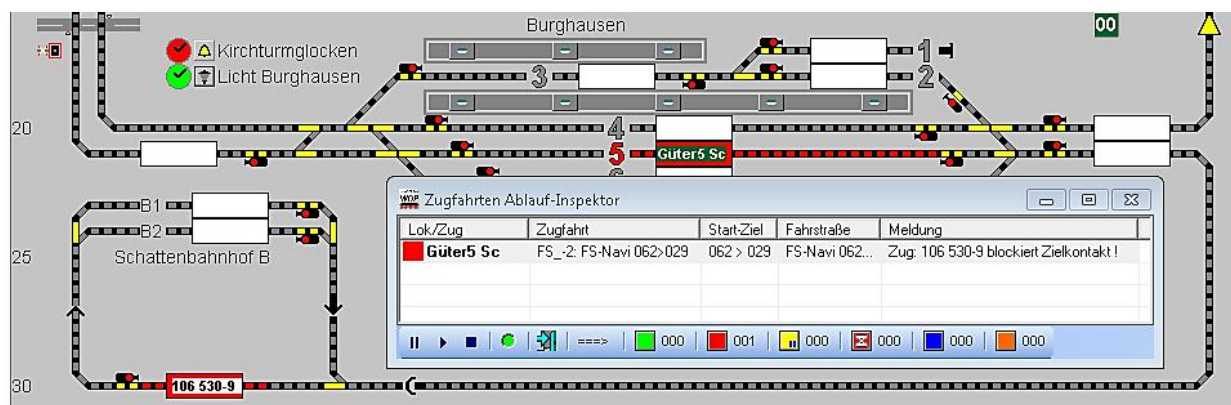 Burghausen
00
Kirchturmglocken
1
Licht Burghausen
3
2
20
4
5 Güter5 Sc
Zugfahrten Ablauf-Inspektor
Lok/Zug Zugfahrt Start-Ziel Fahrstraße Meldung
Güter5 Sc FS_-2: FS-Navi 062>029 062 > 029 FS-Navi 062... Zug: 106 530-9 blockiert Zielkontakt !
===> 000 001 000 000 000 000
B1
B2
25 Schattenbahnhof B
30 106 530-9